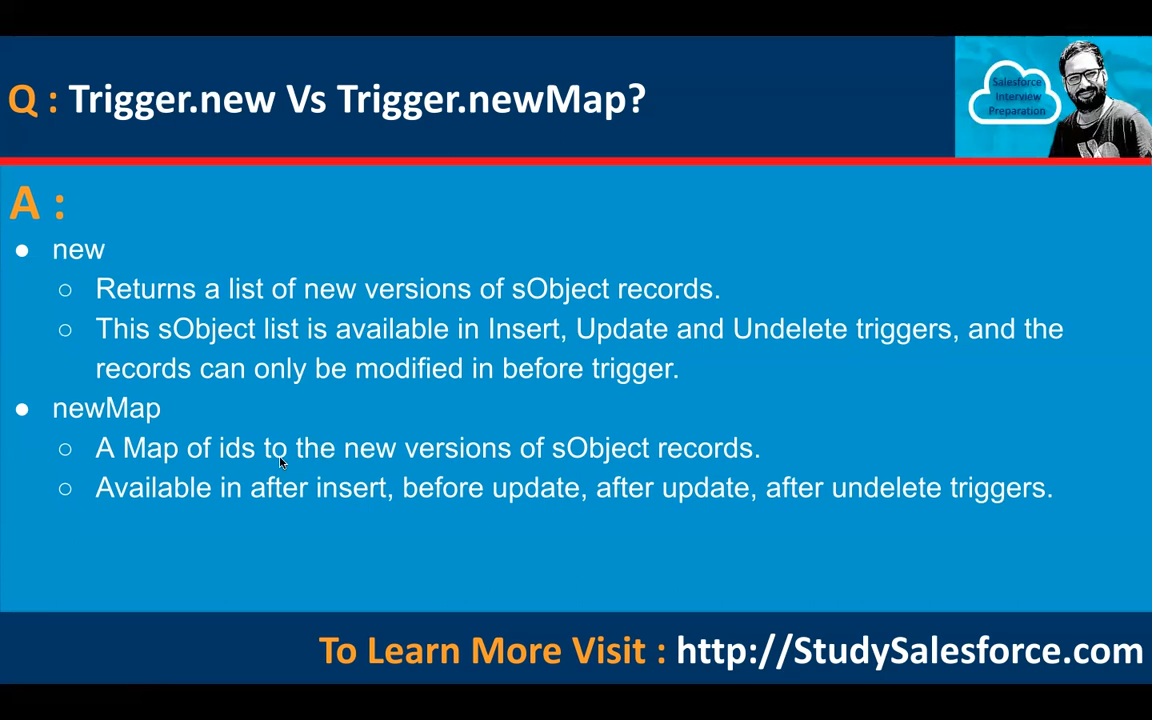 Q : Trigger.new Vs Trigger.newMap?
Salesforce
Interview
Preparation
A :
● new
○ Returns a list of new versions of sObject records.
○ This sObject list is available in Insert, Update and Undelete triggers, and the
records can only be modified in before trigger.
● newMap
○ A Map of ids to the new versions of sObject records.
○ Available in after insert, before update, after update, after undelete triggers.
To Learn More Visit : http://StudySalesforce.com